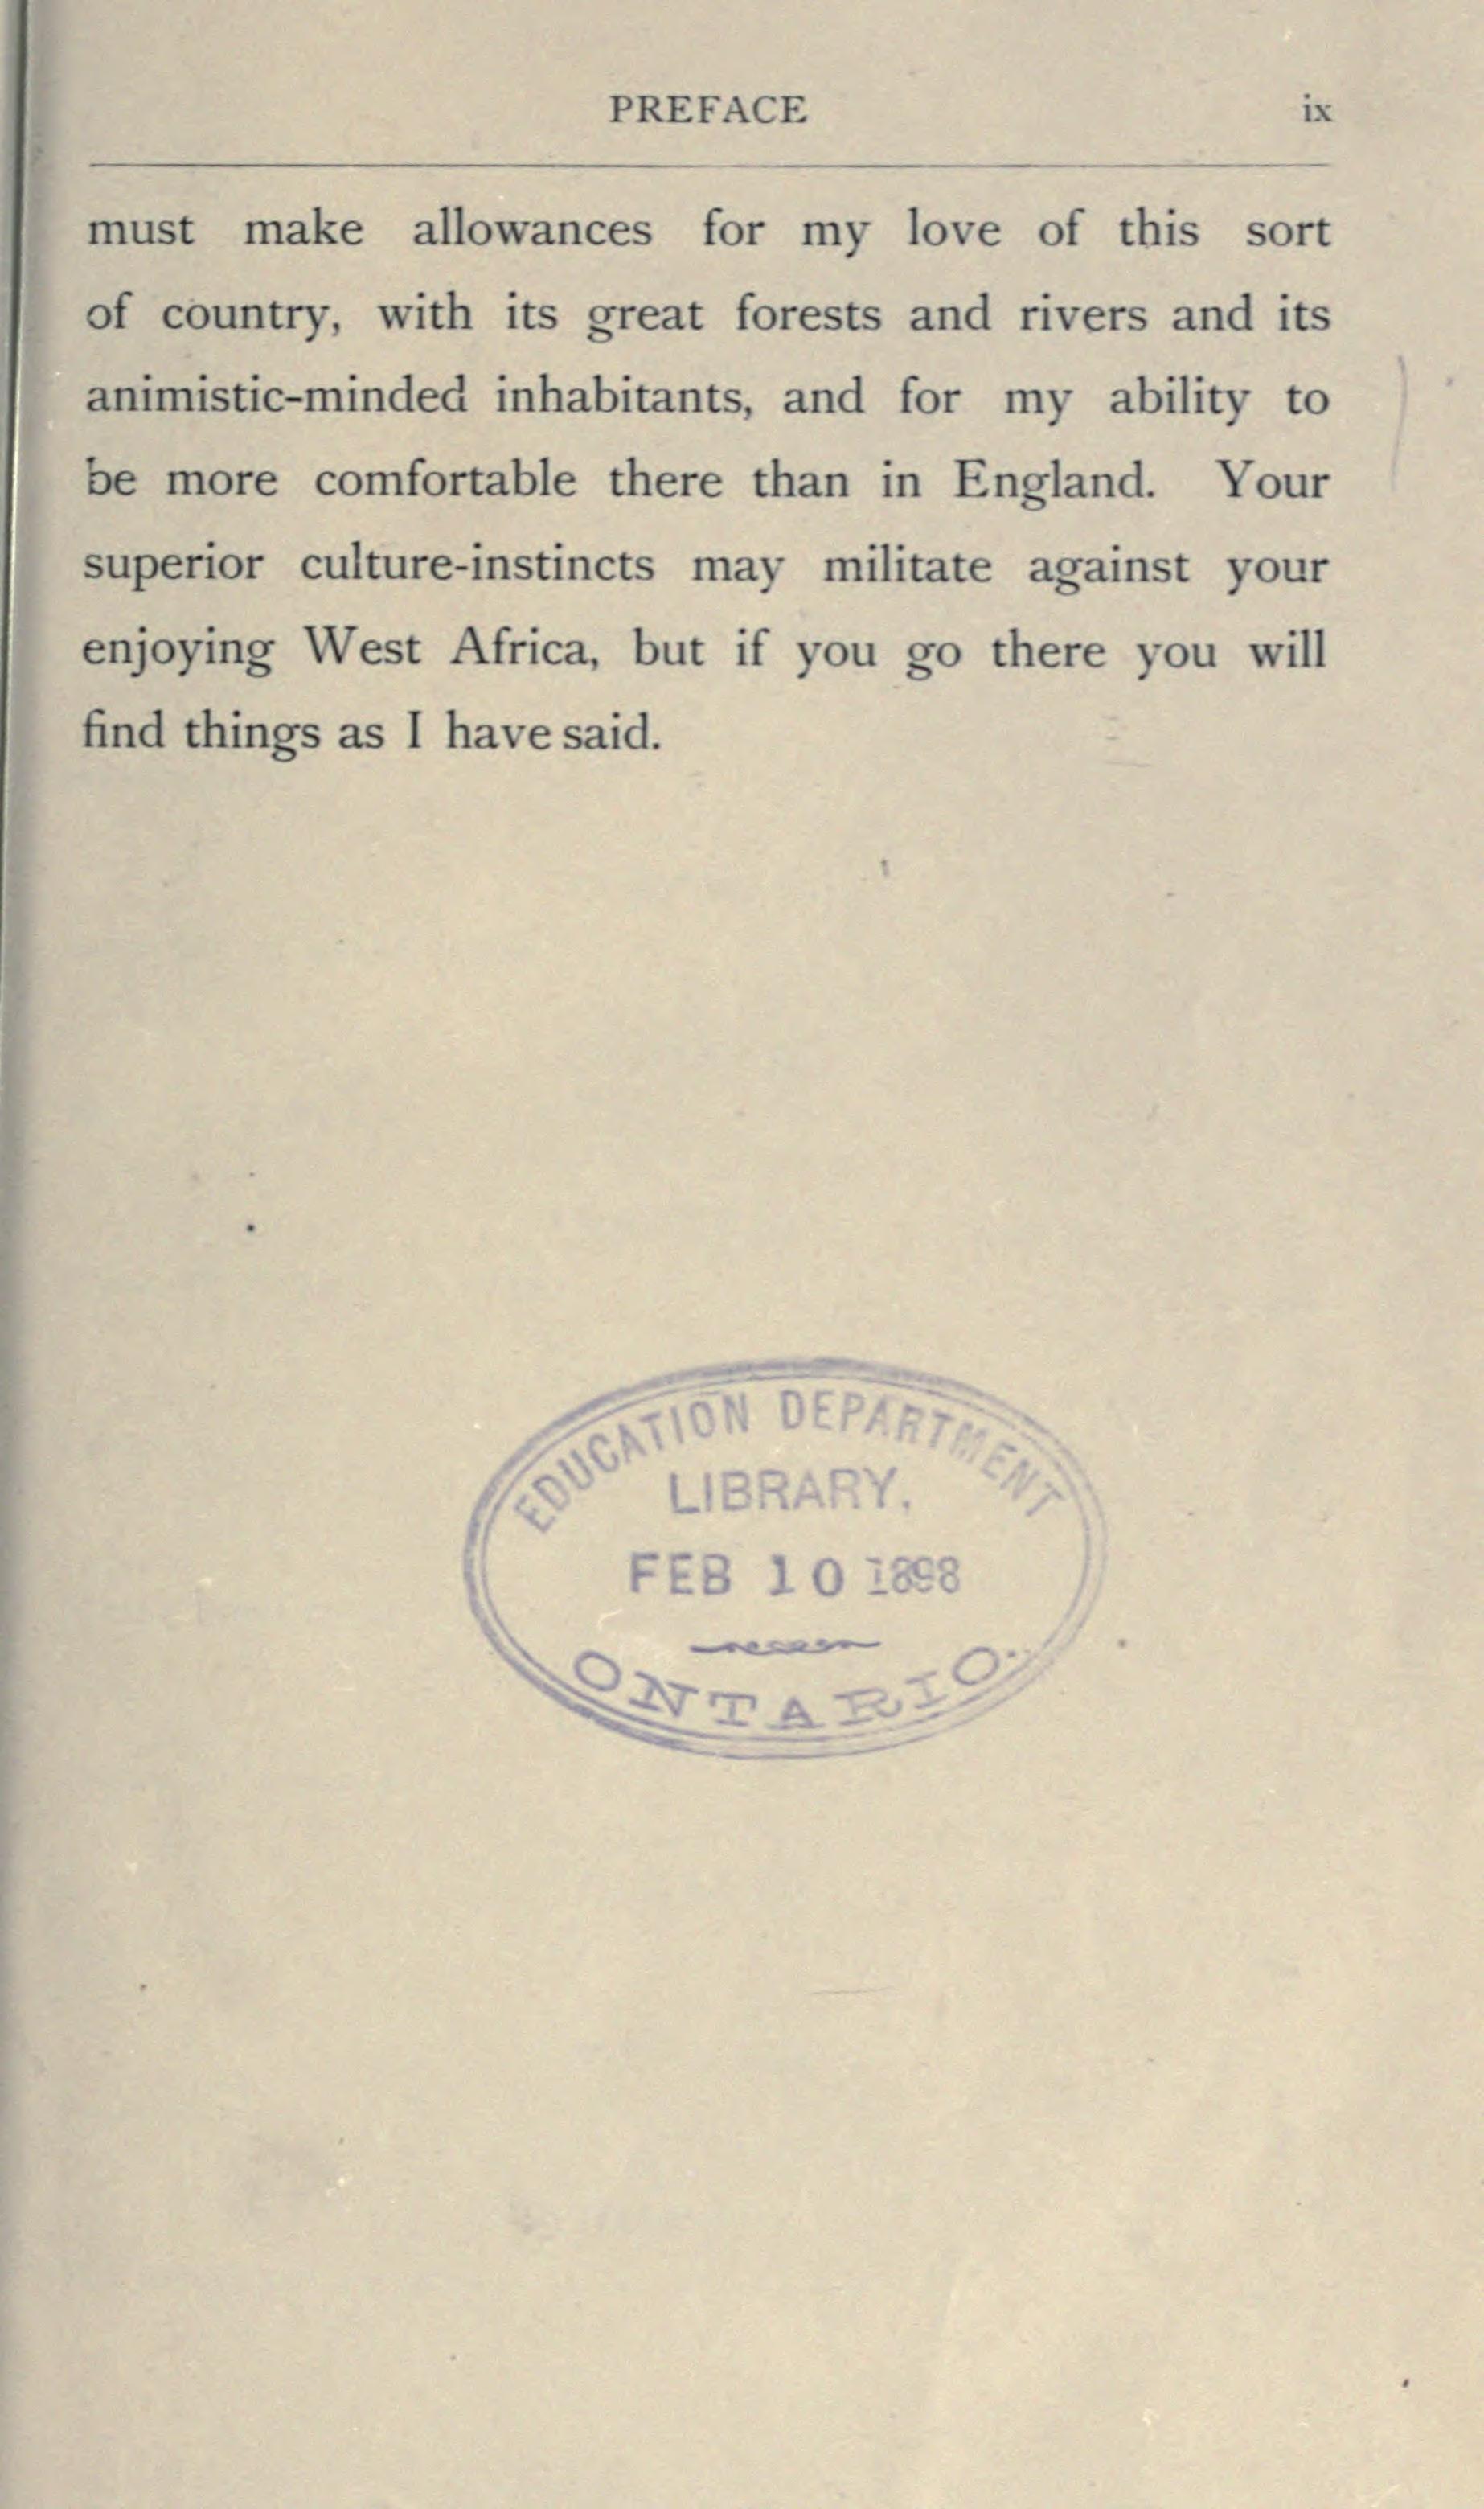 PREFACE ix
must make allowances for my love of this sort
of country, with its great forests and rivers and its
animistic-minded inhabitants, and for my ability to
be more comfortable there than in England. Your
superior culture-instincts may militate against your
enjoying West Africa, but if you go there you will
find things as I have said.
EDUCATION DEPARTMENT
LIBRARY.
FEB 10 1898
ONTARIO.